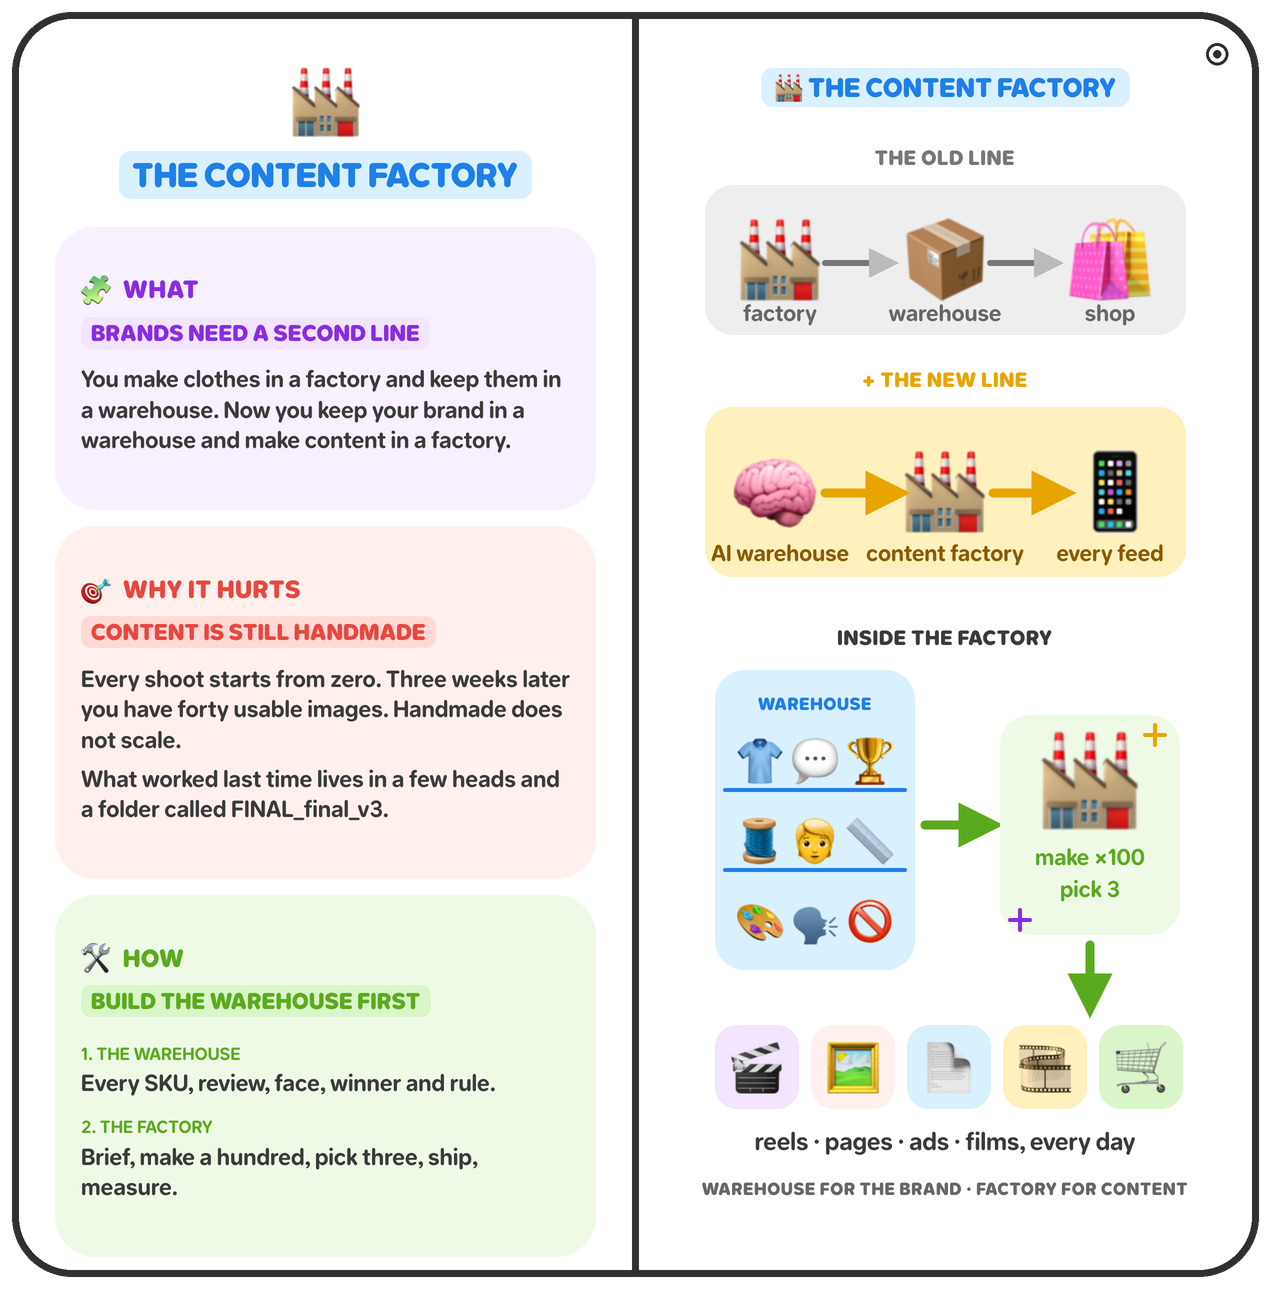 THE CONTENT FACTORY
WHAT
BRANDS NEED A SECOND LINE
You make clothes in a factory and keep them in
a warehouse. Now you keep your brand in a
warehouse and make content in a factory.
WHY IT HURTS
CONTENT IS STILL HANDMADE
Every shoot starts from zero. Three weeks later
you have forty usable images. Handmade does
not scale.
What worked last time lives in a few heads and
a folder called FINAL_final_v3.
HOW
BUILD THE WAREHOUSE FIRST
1. THE WAREHOUSE
Every SKU, review, face, winner and rule.
2. THE FACTORY
Brief, make a hundred, pick three, ship,
measure.
THE CONTENT FACTORY
THE OLD LINE
factory
warehouse
shop
+ THE NEW LINE
AI warehouse
content factory
every feed
INSIDE THE FACTORY
WAREHOUSE
make ×100
pick 3
reels · pages · ads · films, every day
WAREHOUSE FOR THE BRAND · FACTORY FOR CONTENT